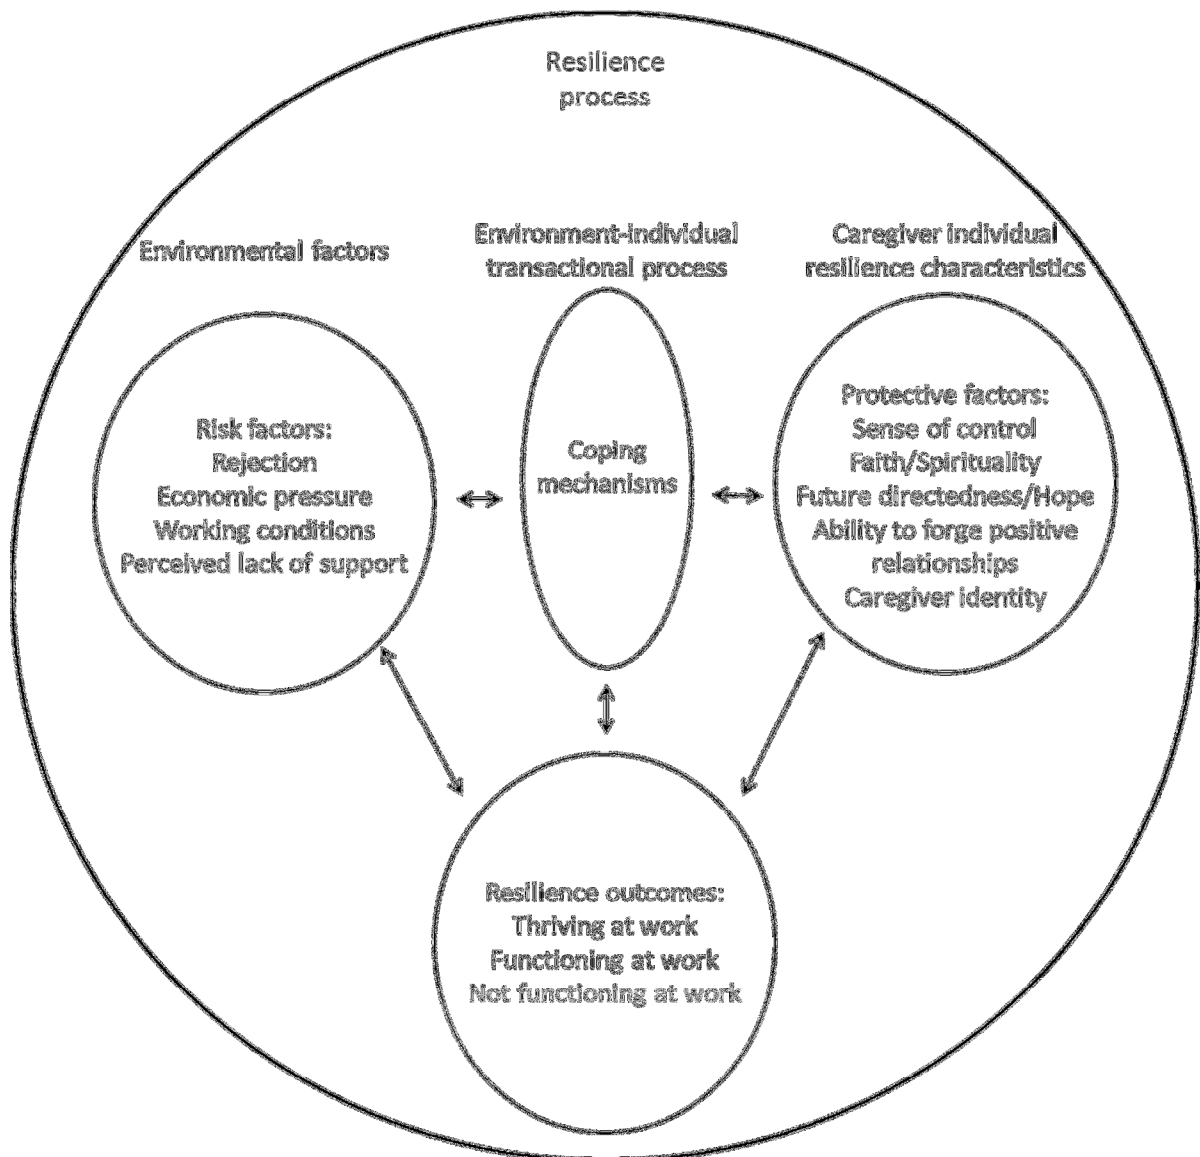 Resilience
process
Environmental factors
Environment-individual
transactional process
Caregiver individual
resilience characteristics
Risk factors:
Rejection
Economic pressure
Working conditions
Perceived lack of support
Coping
mechanisms
Protective factors:
Sense of control
Faith/Spirituality
Future directedness/Hope
Ability to forge positive
relationships
Caregiver identity
Resilience outcomes:
Thriving at work
Functioning at work
Not functioning at work